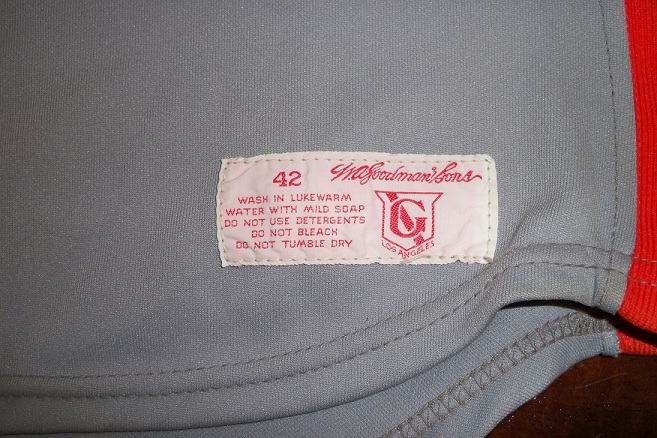 42 W.A. Goodman & Sons
WASH IN LUKEWARM
WATER WITH MILD SOAP
DO NOT USE DETERGENTS
DO NOT BLEACH
DO NOT TUMBLE DRY
G
LOS ANGELES